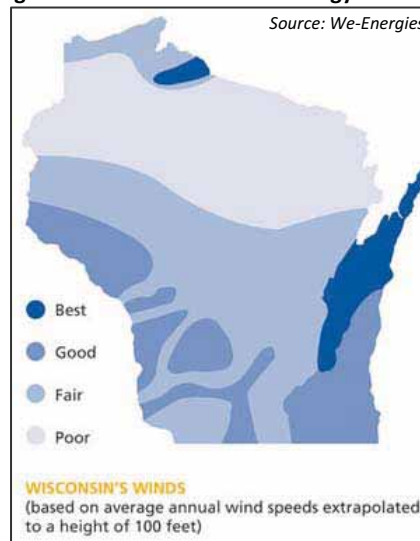 Source: We-Energies
Best
Good
Fair
Poor
WISCONSIN'S WINDS
(based on average annual wind speeds extrapolated
to a height of 100 feet)